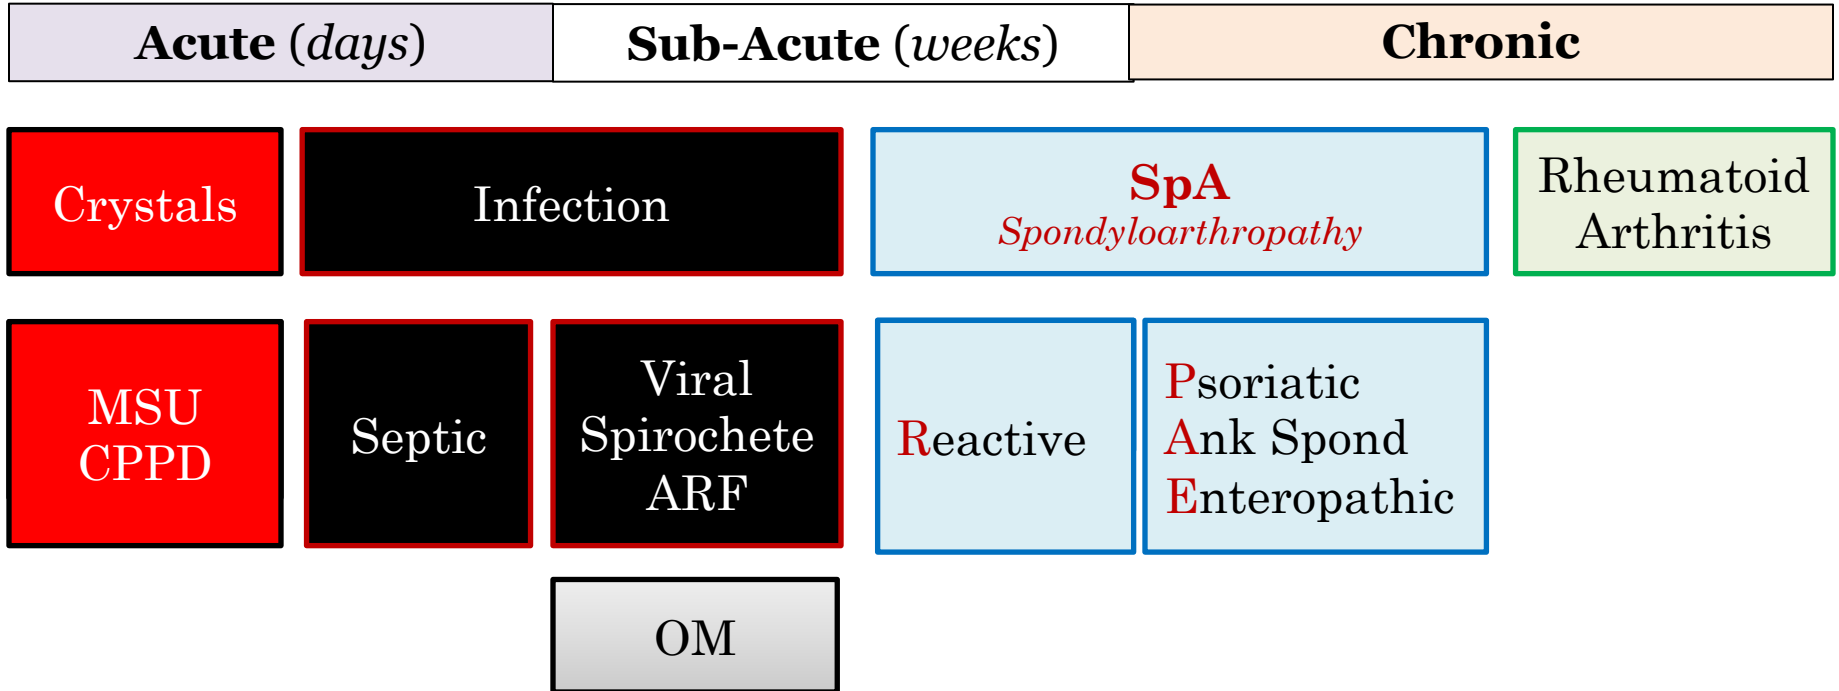 Acute (days)
Sub-Acute (weeks)
Chronic
Crystals
Infection
SpA
Spondyloarthropathy
Rheumatoid
Arthritis
MSU
CPPD
Septic
Viral
Spirochete
ARF
Reactive
Psoriatic
Ank Spond
Enteropathic
OM